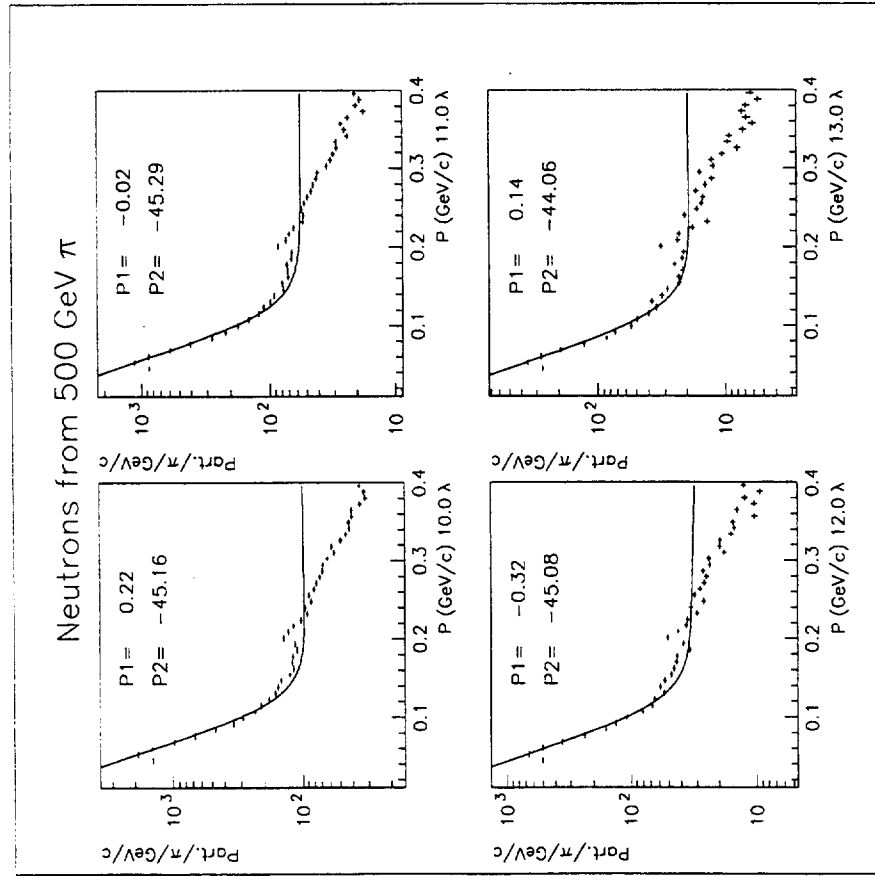 Neutrons from 500 GeV π
Part./π/GeV/c
10³
10²
P1= 0.22
P2= −45.16
0.1 0.2 0.3 0.4
P (GeV/c) 10.0 λ
Part./π/GeV/c
10³
10²
10
P1= −0.02
P2= −45.29
0.1 0.2 0.3 0.4
P (GeV/c) 11.0 λ
Part./π/GeV/c
10³
10²
10
P1= −0.32
P2= −45.08
0.1 0.2 0.3 0.4
P (GeV/c) 12.0 λ
Part./π/GeV/c
10²
10
P1= 0.14
P2= −44.06
0.1 0.2 0.3 0.4
P (GeV/c) 13.0 λ